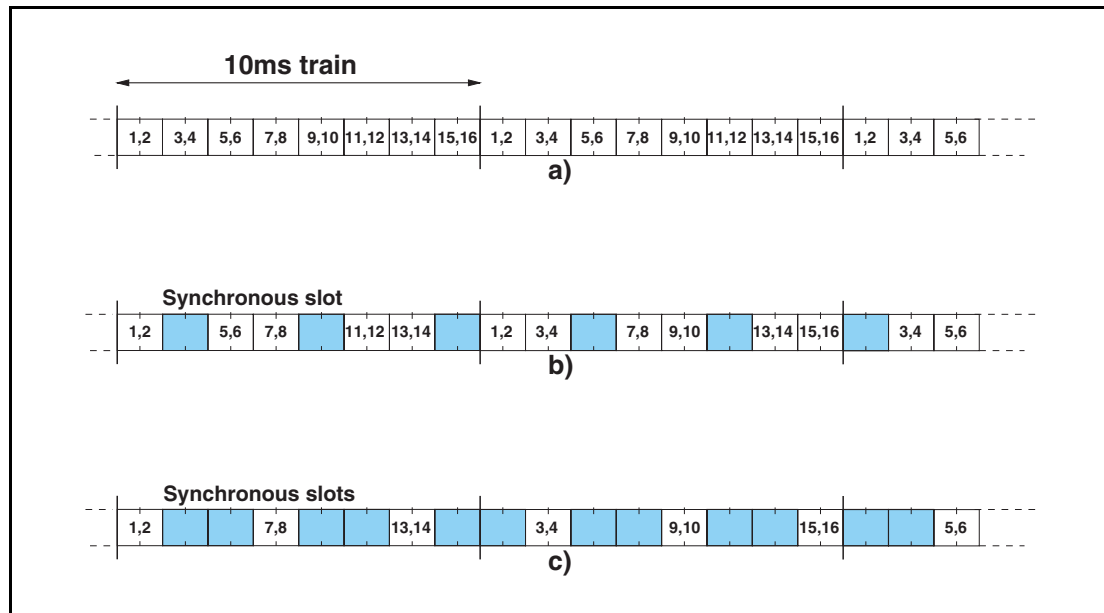 10ms train
1,2 3,4 5,6 7,8 9,10 11,12 13,14 15,16 1,2 3,4 5,6 7,8 9,10 11,12 13,14 15,16 1,2 3,4 5,6
a)
Synchronous slot
1,2 5,6 7,8 11,12 13,14 1,2 3,4 7,8 9,10 13,14 15,16 3,4 5,6
b)
Synchronous slots
1,2 7,8 13,14 3,4 9,10 15,16 5,6
c)